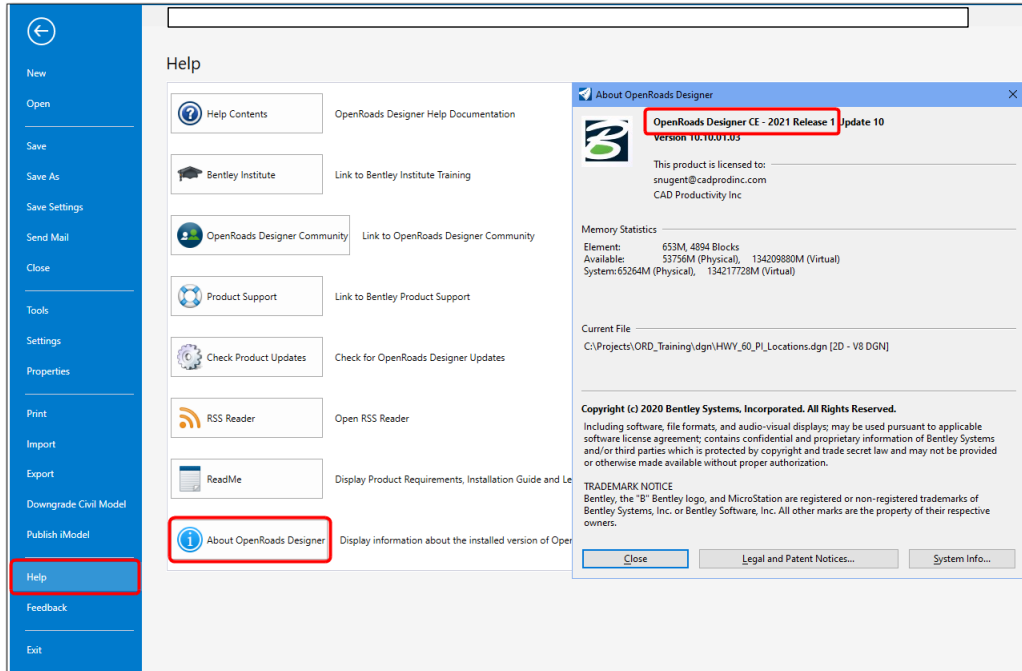 New
Open
Save
Save As
Save Settings
Send Mail
Close
Tools
Settings
Properties
Print
Import
Export
Downgrade Civil Model
Publish iModel
Help
Feedback
Exit
Help
Help Contents OpenRoads Designer Help Documentation
Bentley Institute Link to Bentley Institute Training
OpenRoads Designer Community Link to OpenRoads Designer Community
Product Support Link to Bentley Product Support
Check Product Updates Check for OpenRoads Designer Updates
RSS Reader Open RSS Reader
ReadMe Display Product Requirements, Installation Guide and Le
About OpenRoads Designer Display information about the installed version of Oper
About OpenRoads Designer
OpenRoads Designer CE - 2021 Release 1 Update 10
Version 10.10.01.03
This product is licensed to:
snugent@cadprodinc.com
CAD Productivity Inc
Memory Statistics
Element: 653M, 4894 Blocks
Available: 53756M (Physical), 134209880M (Virtual)
System:65264M (Physical), 134217728M (Virtual)
Current File
C:\Projects\ORD_Training\dgn\HWY_60_PI_Locations.dgn [2D - V8 DGN]
Copyright (c) 2020 Bentley Systems, Incorporated. All Rights Reserved.
Including software, file formats, and audio-visual displays; may be used pursuant to applicable
software license agreement; contains confidential and proprietary information of Bentley Systems
and/or third parties which is protected by copyright and trade secret law and may not be provided
or otherwise made available without proper authorization.
TRADEMARK NOTICE
Bentley, the "B" Bentley logo, and MicroStation are registered or non-registered trademarks of
Bentley Systems, Inc. or Bentley Software, Inc. All other marks are the property of their respective
owners.
Close Legal and Patent Notices... System Info...